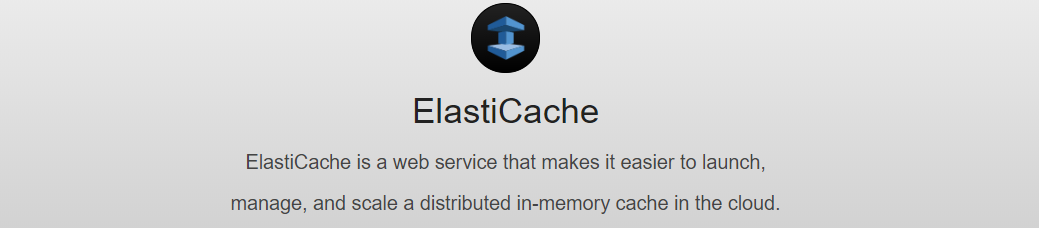 ElastiCache
ElastiCache is a web service that makes it easier to launch,
manage, and scale a distributed in-memory cache in the cloud.